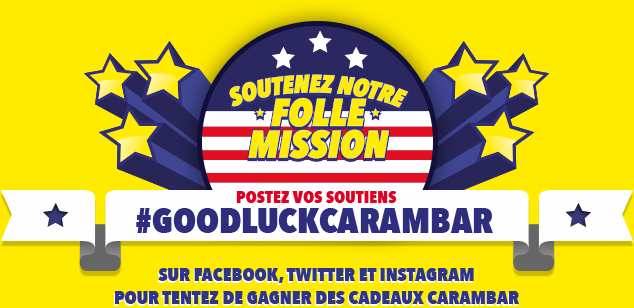 SOUTENEZ NOTRE
FOLLE
MISSION
POSTEZ VOS SOUTIENS
#GOODLUCKCARAMBAR
SUR FACEBOOK, TWITTER ET INSTAGRAM
POUR TENTEZ DE GAGNER DES CADEAUX CARAMBAR